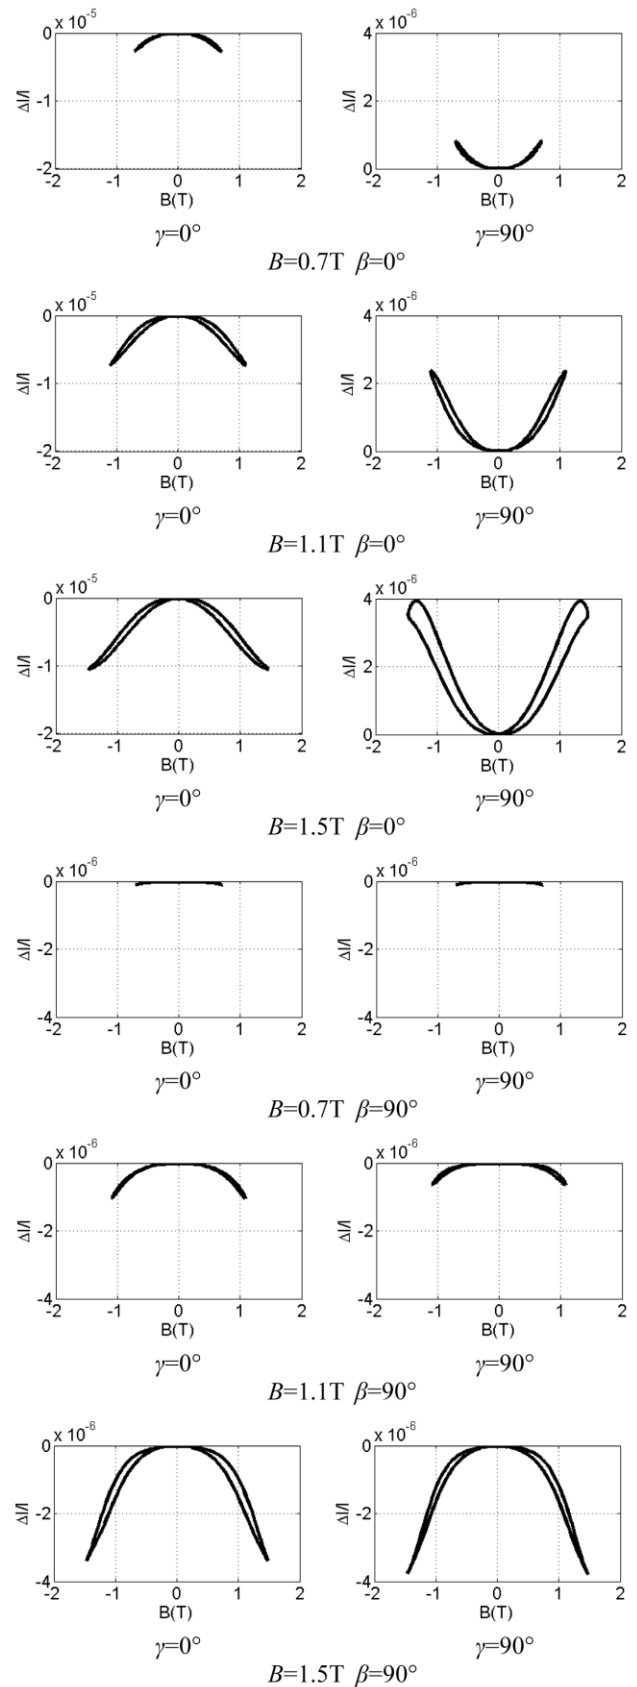 x 10-5 x 10-6
0 4
ΔI/I -1 ΔI/I 2
-2 0
-2 -1 0 1 2 -2 -1 0 1 2
B(T) B(T)
γ=0° γ=90°
B=0.7T β=0°
x 10-5 x 10-6
0 4
ΔI/I -1 ΔI/I 2
-2 0
-2 -1 0 1 2 -2 -1 0 1 2
B(T) B(T)
γ=0° γ=90°
B=1.1T β=0°
x 10-5 x 10-6
0 4
ΔI/I -1 ΔI/I 2
-2 0
-2 -1 0 1 2 -2 -1 0 1 2
B(T) B(T)
γ=0° γ=90°
B=1.5T β=0°
x 10-6 x 10-6
0 0
ΔI/I -2 ΔI/I -2
-4 -4
-2 -1 0 1 2 -2 -1 0 1 2
B(T) B(T)
γ=0° γ=90°
B=0.7T β=90°
x 10-6 x 10-6
0 0
ΔI/I -2 ΔI/I -2
-4 -4
-2 -1 0 1 2 -2 -1 0 1 2
B(T) B(T)
γ=0° γ=90°
B=1.1T β=90°
x 10-6 x 10-6
0 0
ΔI/I -2 ΔI/I -2
-4 -4
-2 -1 0 1 2 -2 -1 0 1 2
B(T) B(T)
γ=0° γ=90°
B=1.5T β=90°